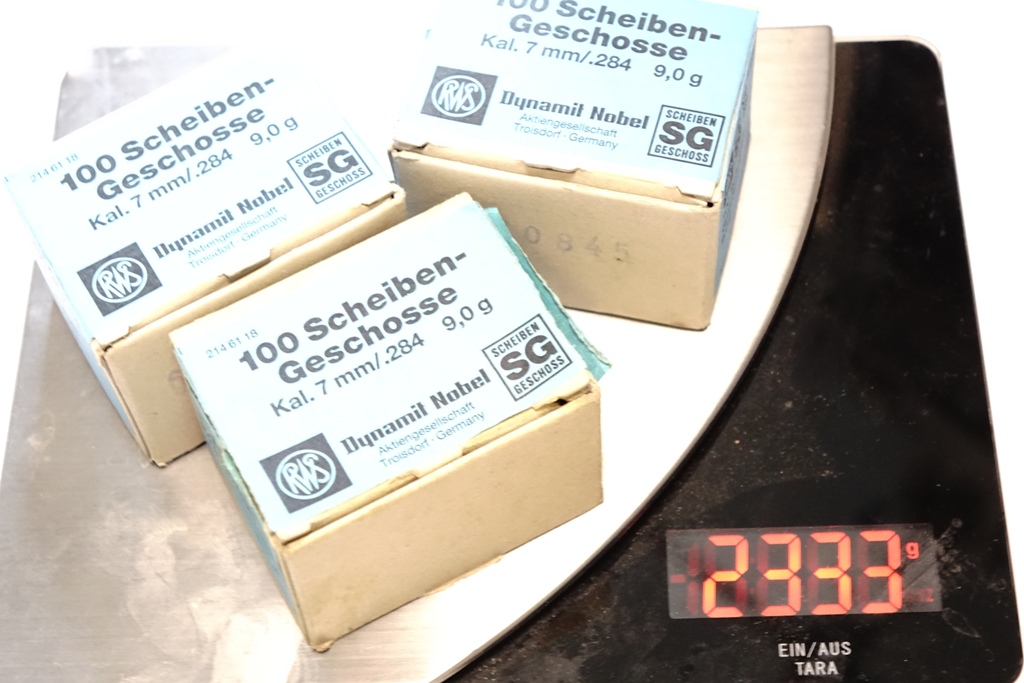 214 61 18
100 Scheiben-
Geschosse
Kal. 7 mm/.284 9,0 g
RWS
Dynamit Nobel
Aktiengesellschaft
Troisdorf · Germany
SCHEIBEN
SG
GESCHOSS
100 Scheiben-
Geschosse
Kal. 7 mm/.284 9,0 g
RWS
Dynamit Nobel
Aktiengesellschaft
Troisdorf · Germany
SCHEIBEN
SG
GESCHOSS
0845
214 61 18
100 Scheiben-
Geschosse
Kal. 7 mm/.284 9,0 g
RWS
Dynamit Nobel
Aktiengesellschaft
Troisdorf · Germany
SCHEIBEN
SG
GESCHOSS
2333 g
EIN/AUS
TARA